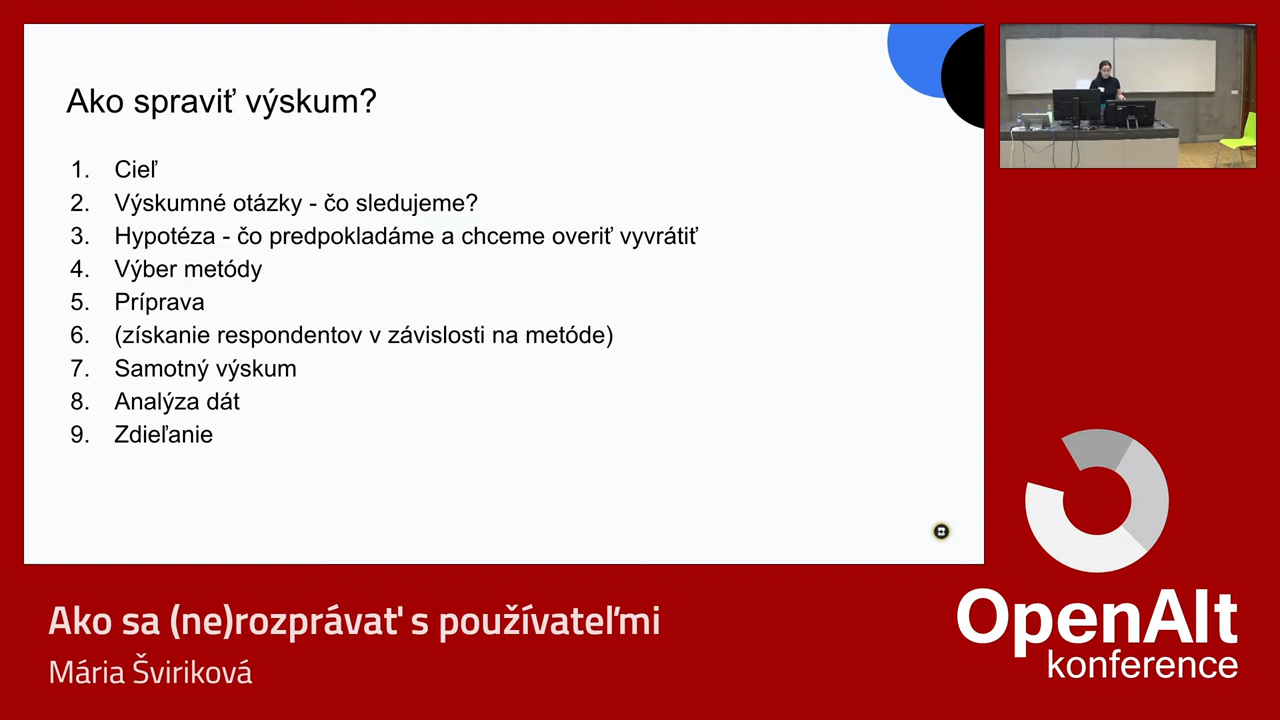 Ako spraviť výskum?
1. Cieľ
2. Výskumné otázky - čo sledujeme?
3. Hypotéza - čo predpokladáme a chceme overiť vyvrátiť
4. Výber metódy
5. Príprava
6. (získanie respondentov v závislosti na metóde)
7. Samotný výskum
8. Analýza dát
9. Zdieľanie
Ako sa (ne)rozprávať s používateľmi
Mária Šviriková
OpenAlt
konference